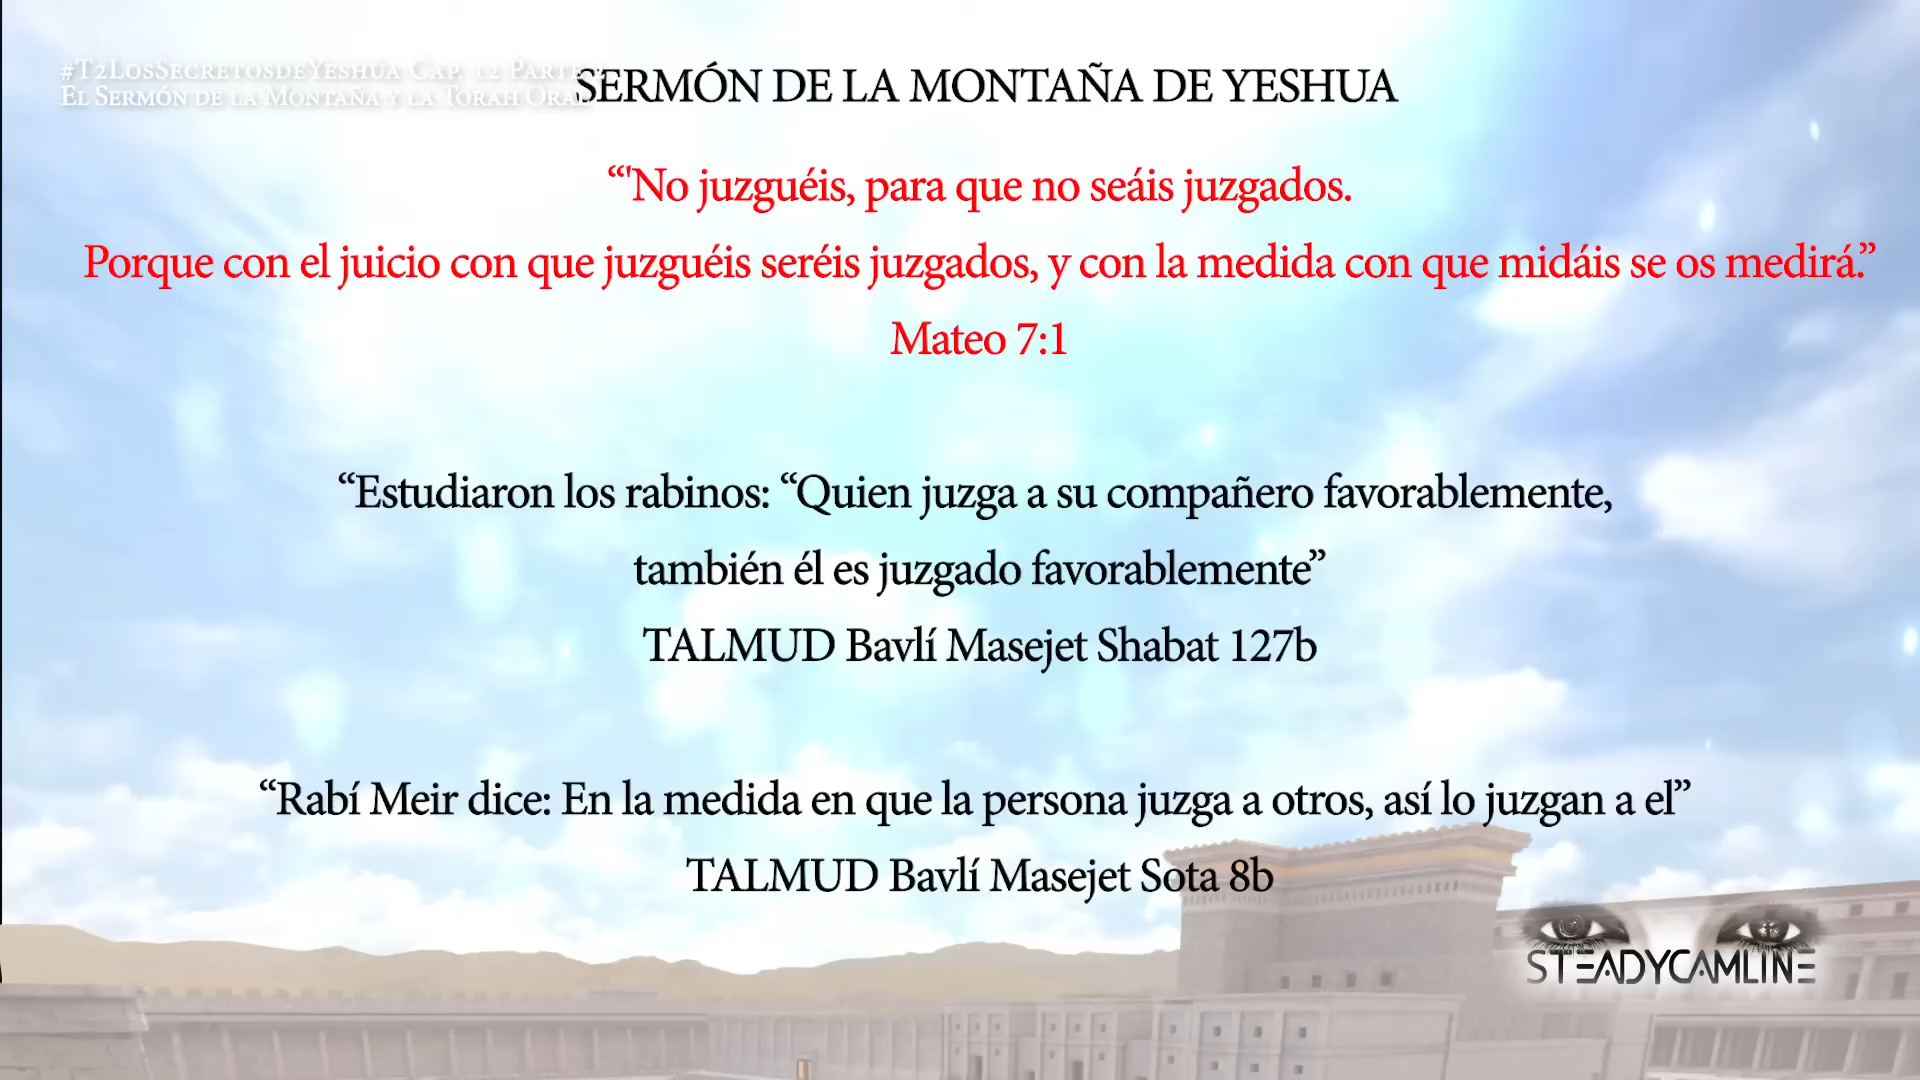 #T2LosSecretosdeYeshúa Cap. 12 Parte
El Sermón de la Montaña y la Torah Oral
SERMÓN DE LA MONTAÑA DE YESHUA
“'No juzguéis, para que no seáis juzgados.
Porque con el juicio con que juzguéis seréis juzgados, y con la medida con que midáis se os medirá.”
Mateo 7:1
“Estudiaron los rabinos: “Quien juzga a su compañero favorablemente,
también él es juzgado favorablemente”
TALMUD Bavlí Masejet Shabat 127b
“Rabí Meir dice: En la medida en que la persona juzga a otros, así lo juzgan a el”
TALMUD Bavlí Masejet Sota 8b
STEADYCAMLINE